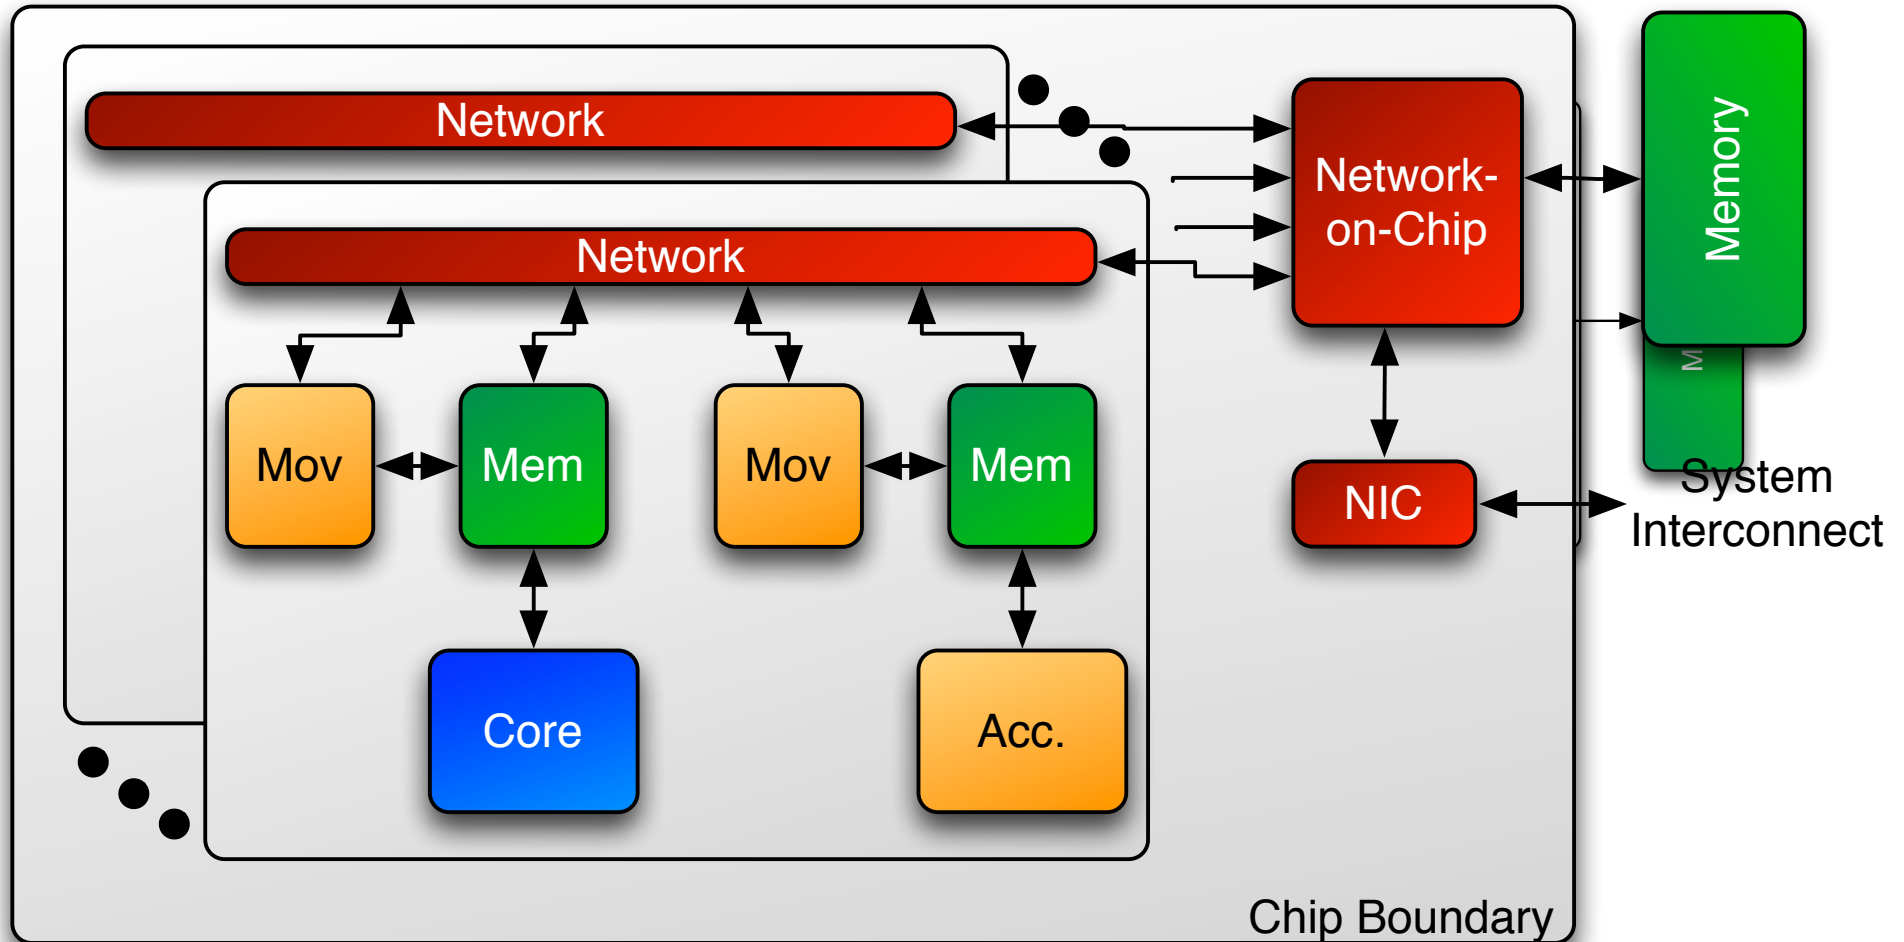 Network
Network-
on-Chip
Memory
Network
M
Mov
Mem
Mov
Mem
NIC
System
Interconnect
Core
Acc.
Chip Boundary